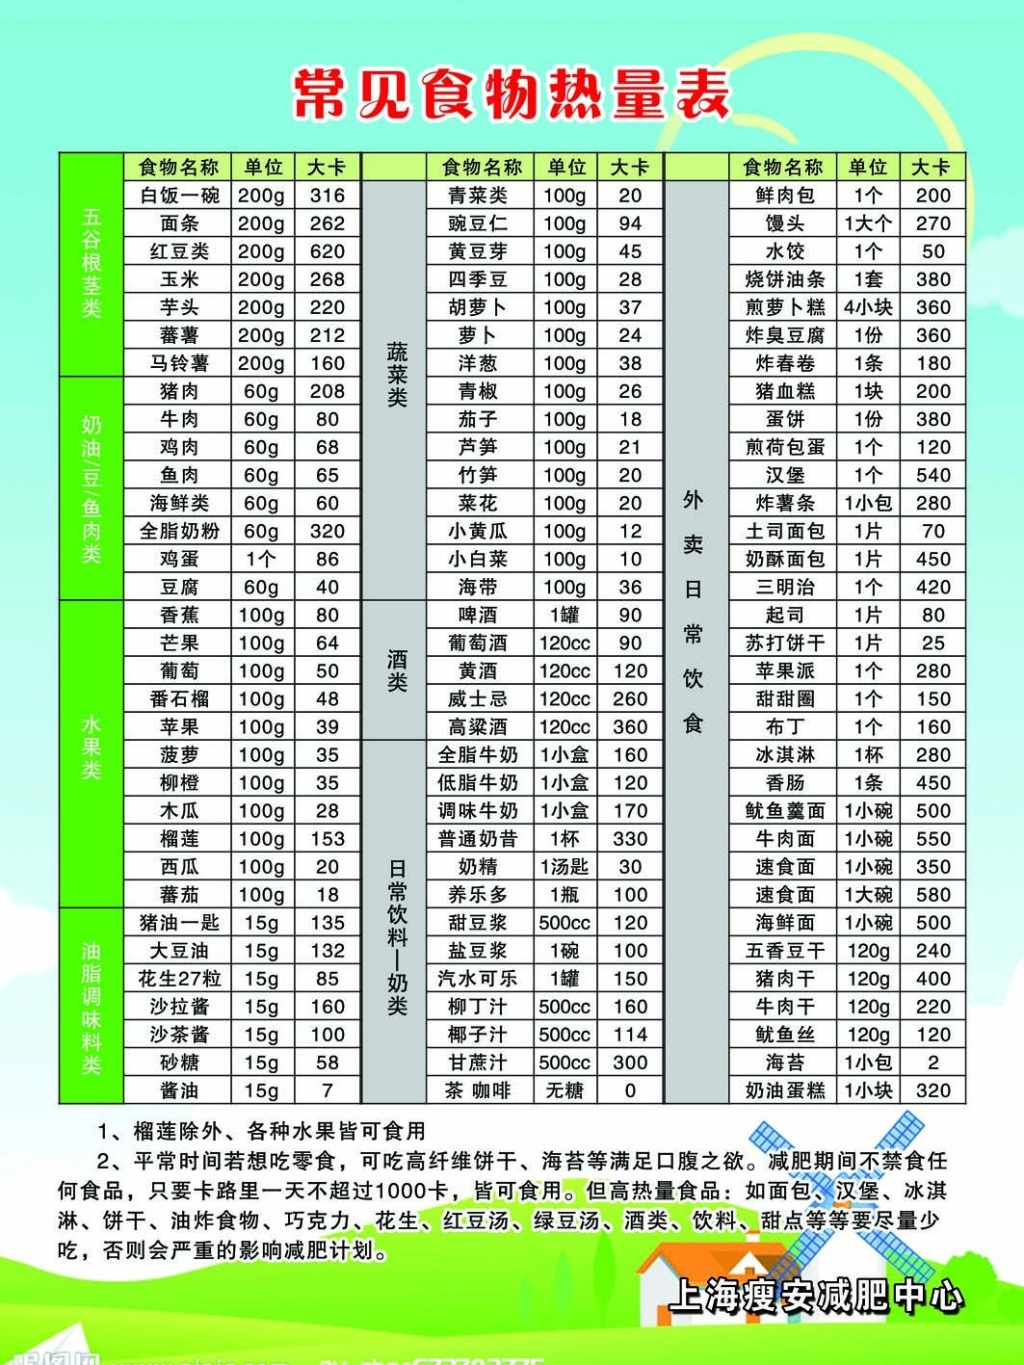 常见食物热量表
食物名称 单位 大卡 食物名称 单位 大卡 食物名称 单位 大卡
白饭一碗 200g 316 青菜类 100g 20 鲜肉包 1个 200
面条 200g 262 豌豆仁 100g 94 馒头 1大个 270
红豆类 200g 620 黄豆芽 100g 45 水饺 1个 50
玉米 200g 268 四季豆 100g 28 烧饼油条 1套 380
芋头 200g 220 胡萝卜 100g 37 煎萝卜糕 4小块 360
蕃薯 200g 212 萝卜 100g 24 炸臭豆腐 1份 360
马铃薯 200g 160 洋葱 100g 38 炸春卷 1条 180
五谷根茎类
猪肉 60g 208 青椒 100g 26 猪血糕 1块 200
牛肉 60g 80 茄子 100g 18 蛋饼 1份 380
鸡肉 60g 68 芦笋 100g 21 煎荷包蛋 1个 120
鱼肉 60g 65 竹笋 100g 20 汉堡 1个 540
海鲜类 60g 60 菜花 100g 20 炸薯条 1小包 280
全脂奶粉 60g 320 小黄瓜 100g 12 土司面包 1片 70
鸡蛋 1个 86 小白菜 100g 10 奶酥面包 1片 450
豆腐 60g 40 海带 100g 36 三明治 1个 420
奶油/豆/鱼肉类
蔬菜类
香蕉 100g 80 啤酒 1罐 90 起司 1片 80
芒果 100g 64 葡萄酒 120cc 90 苏打饼干 1片 25
葡萄 100g 50 黄酒 120cc 120 苹果派 1个 280
番石榴 100g 48 威士忌 120cc 260 甜甜圈 1个 150
苹果 100g 39 高粱酒 120cc 360 布丁 1个 160
酒类
菠萝 100g 35 全脂牛奶 1小盒 160 冰淇淋 1杯 280
柳橙 100g 35 低脂牛奶 1小盒 120 香肠 1条 450
木瓜 100g 28 调味牛奶 1小盒 170 鱿鱼羹面 1小碗 500
榴莲 100g 153 普通奶昔 1杯 330 牛肉面 1小碗 550
西瓜 100g 20 奶精 1汤匙 30 速食面 1小碗 350
蕃茄 100g 18 养乐多 1瓶 100 速食面 1大碗 580
水果类
猪油一匙 15g 135 甜豆浆 500cc 120 海鲜面 1小碗 500
大豆油 15g 132 盐豆浆 1碗 100 五香豆干 120g 240
花生27粒 15g 85 汽水可乐 1罐 150 猪肉干 120g 400
沙拉酱 15g 160 柳丁汁 500cc 160 牛肉干 120g 220
沙茶酱 15g 100 椰子汁 500cc 114 鱿鱼丝 120g 120
砂糖 15g 58 甘蔗汁 500cc 300 海苔 1小包 2
酱油 15g 7 茶 咖啡 无糖 0 奶油蛋糕 1小块 320
油脂调味料类
日常饮料—奶类
外卖日常饮食
1、榴莲除外、各种水果皆可食用
2、平常时间若想吃零食，可吃高纤维饼干、海苔等满足口腹之欲。减肥期间不禁食任
何食品，只要卡路里一天不超过1000卡，皆可食用。但高热量食品：如面包、汉堡、冰淇
淋、饼干、油炸食物、巧克力、花生、红豆汤、绿豆汤、酒类、饮料、甜点等等要尽量少
吃，否则会严重的影响减肥计划。
上海瘦安减肥中心